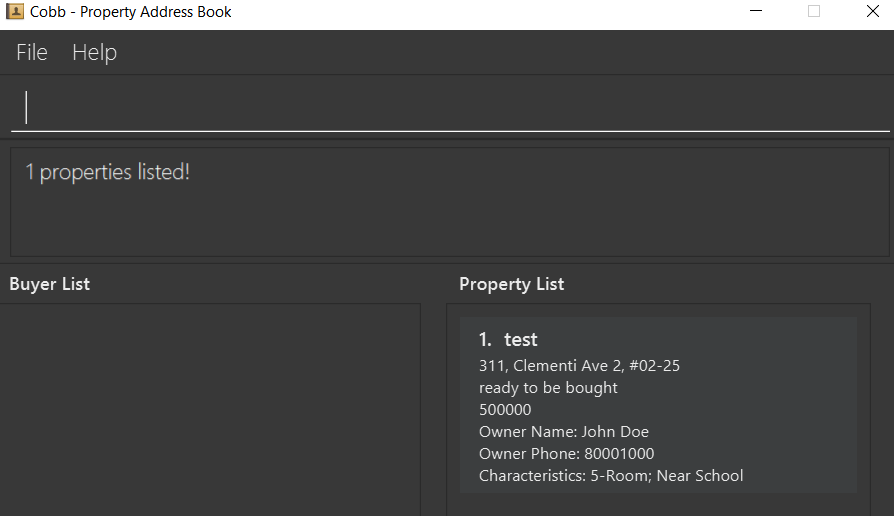 Cobb - Property Address Book
File Help
1 properties listed!
Buyer List
Property List
1. test
311, Clementi Ave 2, #02-25
ready to be bought
500000
Owner Name: John Doe
Owner Phone: 80001000
Characteristics: 5-Room; Near School